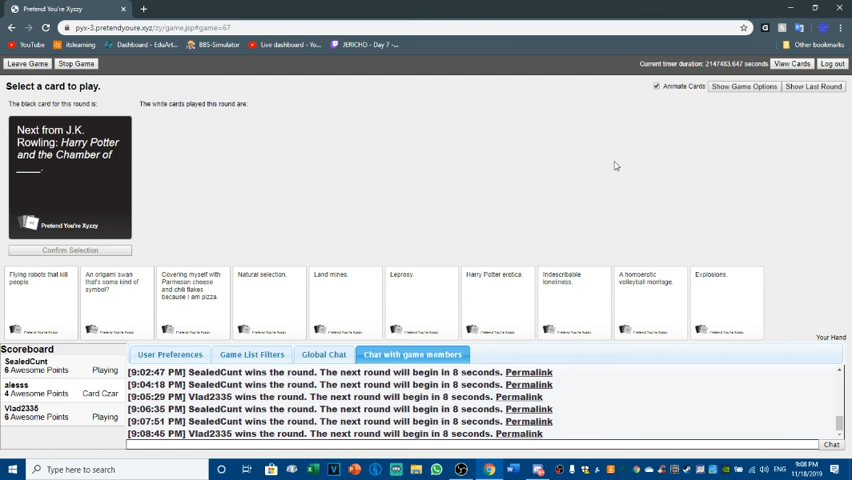 Pretend You're Xyzzy
pyx-3.pretendyoure.xyz/zy/game.jsp#game=67
YouTube
itslearning
Dashboard - EduArt...
BBS-Simulator
Live dashboard - Yo...
JERICHO - Day 7 -...
Other bookmarks
Leave Game
Stop Game
Current timer duration: 2147483.647 seconds
View Cards
Log out
Select a card to play.
Animate Cards
Show Game Options
Show Last Round
The black card for this round is:
The white cards played this round are:
Next from J.K.
Rowling: Harry Potter
and the Chamber of
____.
Pretend You're Xyzzy
Confirm Selection
Flying robots that kill
people.
An origami swan
that's some kind of
symbol?
Covering myself with
Parmesan cheese
and chili flakes
because I am pizza.
Natural selection.
Land mines.
Leprosy.
Harry Potter erotica.
Indescribable
loneliness.
A homoerotic
volleyball montage.
Explosions.
Your Hand
Scoreboard
SealedCunt
6 Awesome Points
Playing
alesss
4 Awesome Points
Card Czar
Vlad2335
6 Awesome Points
Playing
User Preferences
Game List Filters
Global Chat
Chat with game members
[9:02:47 PM] SealedCunt wins the round. The next round will begin in 8 seconds. Permalink
[9:04:18 PM] SealedCunt wins the round. The next round will begin in 8 seconds. Permalink
[9:05:29 PM] Vlad2335 wins the round. The next round will begin in 8 seconds. Permalink
[9:06:35 PM] SealedCunt wins the round. The next round will begin in 8 seconds. Permalink
[9:07:51 PM] SealedCunt wins the round. The next round will begin in 8 seconds. Permalink
[9:08:45 PM] Vlad2335 wins the round. The next round will begin in 8 seconds. Permalink
Chat
Type here to search
ENG
9:08 PM
11/18/2019